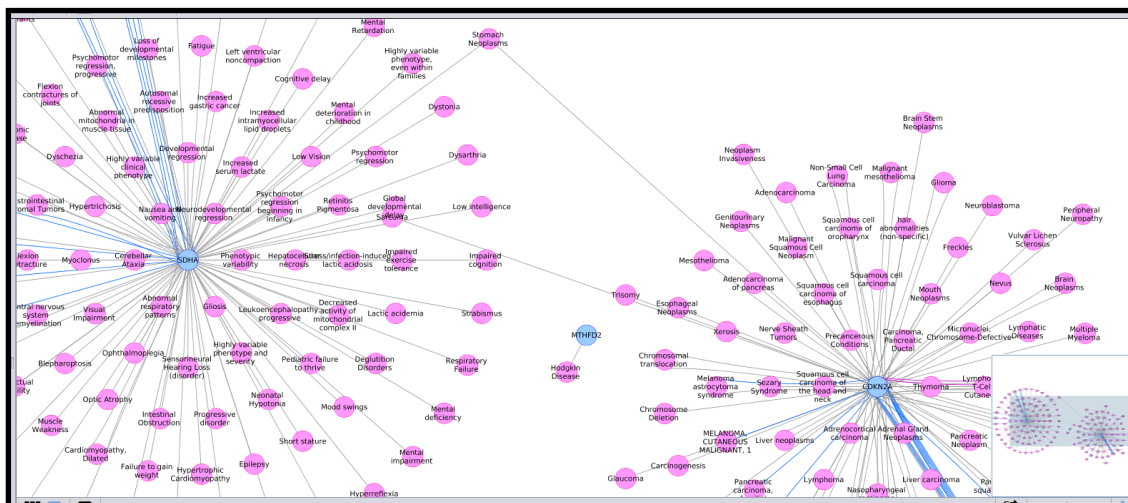 Mental
Retardation
Stomach
Neoplasms
Loss of
developmental
milestones
Fatigue
Left ventricular
noncompaction
Highly variable
phenotype,
even within
families
Psychomotor
regression,
progressive
Cognitive delay
Flexion
contractures of
joints
Autosomal
recessive
predisposition
Increased
gastric cancer
Mental
deterioration in
childhood
Dystonia
Abnormal
mitochondria in
muscle tissue
Increased
intramyocellular
lipid droplets
Brain Stem
Neoplasms
Dyschezia
Developmental
regression
Low Vision
Psychomotor
regression
Dysarthria
Neoplasm
Invasiveness
Highly variable
clinical
phenotype
Increased
serum lactate
Non-Small Cell
Lung
Carcinoma
Malignant
mesothelioma
Glioma
Adenocarcinoma
Hypertrichosis
Nausea and
vomiting
Neurodevelopmental
regression
Psychomotor
regression
beginning in
infancy
Retinitis
Pigmentosa
Global
developmental
delay
Sarcoma
Low intelligence
Neuroblastoma
Peripheral
Neuropathy
Genitourinary
Neoplasms
Squamous cell
carcinoma of
oropharynx
hair
abnormalities
(non-specific)
Malignant
Squamous Cell
Neoplasm
Vulvar Lichen
Sclerosus
Freckles
SDHA
Myoclonus
Cerebellar
Ataxia
Phenotypic
variability
Hepatocellular
necrosis
Stress/infection-induced
lactic acidosis
Impaired
exercise
tolerance
Impaired
cognition
Mesothelioma
Adenocarcinoma
of pancreas
Squamous cell
carcinoma
Squamous cell
carcinoma of
esophagus
Mouth
Neoplasms
Nevus
Brain
Neoplasms
Trisomy
Esophageal
Neoplasms
Visual
Impairment
Abnormal
respiratory
patterns
Gliosis
Leukoencephalopathy
progressive
Decreased
activity of
mitochondrial
complex II
Lactic acidemia
Strabismus
MTHFD2
Xerosis
Nerve Sheath
Tumors
Precancerous
Conditions
Carcinoma,
Pancreatic
Ductal
Micronuclei,
Chromosome-Defective
Lymphatic
Diseases
Multiple
Myeloma
Blepharoptosis
Ophthalmoplegia
Sensorineural
Hearing Loss
(disorder)
Highly variable
phenotype and
severity
Pediatric failure
to thrive
Deglutition
Disorders
Respiratory
Failure
Hodgkin
Disease
Chromosomal
translocation
Melanoma
astrocytoma
syndrome
Sezary
Syndrome
Squamous cell
carcinoma of
the head and
neck
CDKN2A
Thymoma
Optic Atrophy
Neonatal
Hypotonia
Mood swings
Mental
deficiency
Chromosome
Deletion
Muscle
Weakness
Intestinal
Obstruction
Progressive
disorder
Short stature
MELANOMA,
CUTANEOUS
MALIGNANT, 1
Liver neoplasms
Adrenocortical
carcinoma
Adrenal Gland
Neoplasms
Pancreatic
Neoplasm
Cardiomyopathy,
Dilated
Failure to gain
weight
Hypertrophic
Cardiomyopathy
Epilepsy
Mental
impairment
Glaucoma
Carcinogenesis
Pancreatic
carcinoma,
Lymphoma
Liver carcinoma
Nasopharyngeal
Hyperreflexia